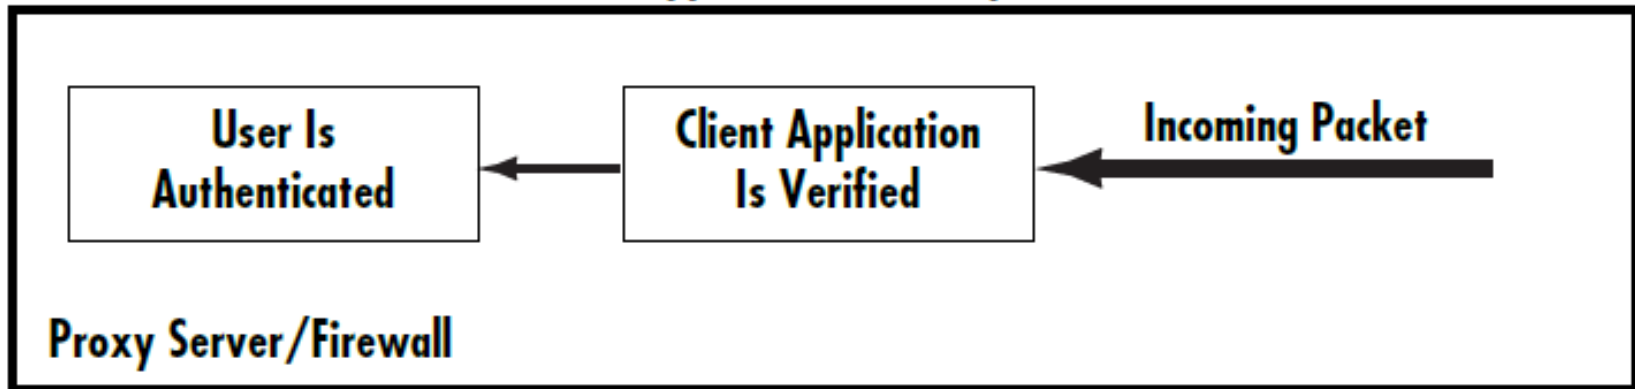 User Is
Authenticated
Client Application
Is Verified
Incoming Packet
Proxy Server/Firewall